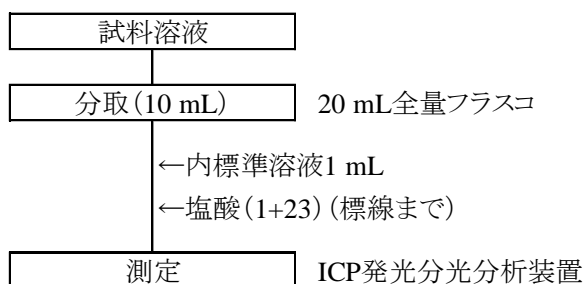 試料溶液
分取(10 mL) 20 mL全量フラスコ
←内標準溶液1 mL
←塩酸(1+23)(標線まで)
測定 ICP発光分光分析装置